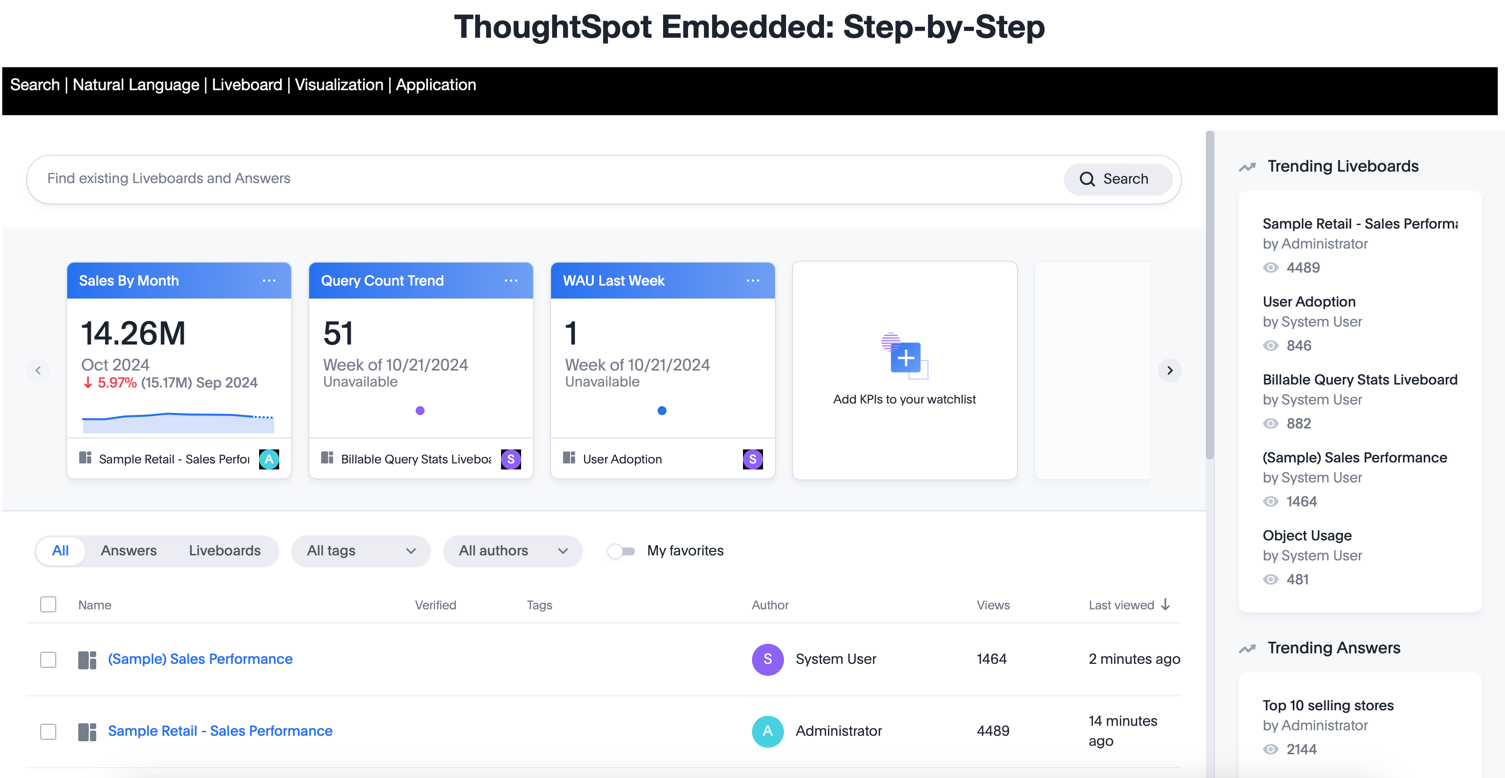 ThoughtSpot Embedded: Step-by-Step
Search | Natural Language | Liveboard | Visualization | Application
Find existing Liveboards and Answers
Search
Sales By Month ...
14.26M
Oct 2024
↓ 5.97% (15.17M) Sep 2024
Sample Retail - Sales Perfor
A
Query Count Trend ...
51
Week of 10/21/2024
Unavailable
Billable Query Stats Liveboa
S
WAU Last Week ...
1
Week of 10/21/2024
Unavailable
User Adoption
S
Add KPIs to your watchlist
All Answers Liveboards All tags All authors My favorites
Name Verified Tags Author Views Last viewed ↓
(Sample) Sales Performance S System User 1464 2 minutes ago
Sample Retail - Sales Performance A Administrator 4489 14 minutes
ago
Trending Liveboards
Sample Retail - Sales Performa
by Administrator
4489
User Adoption
by System User
846
Billable Query Stats Liveboard
by System User
882
(Sample) Sales Performance
by System User
1464
Object Usage
by System User
481
Trending Answers
Top 10 selling stores
by Administrator
2144